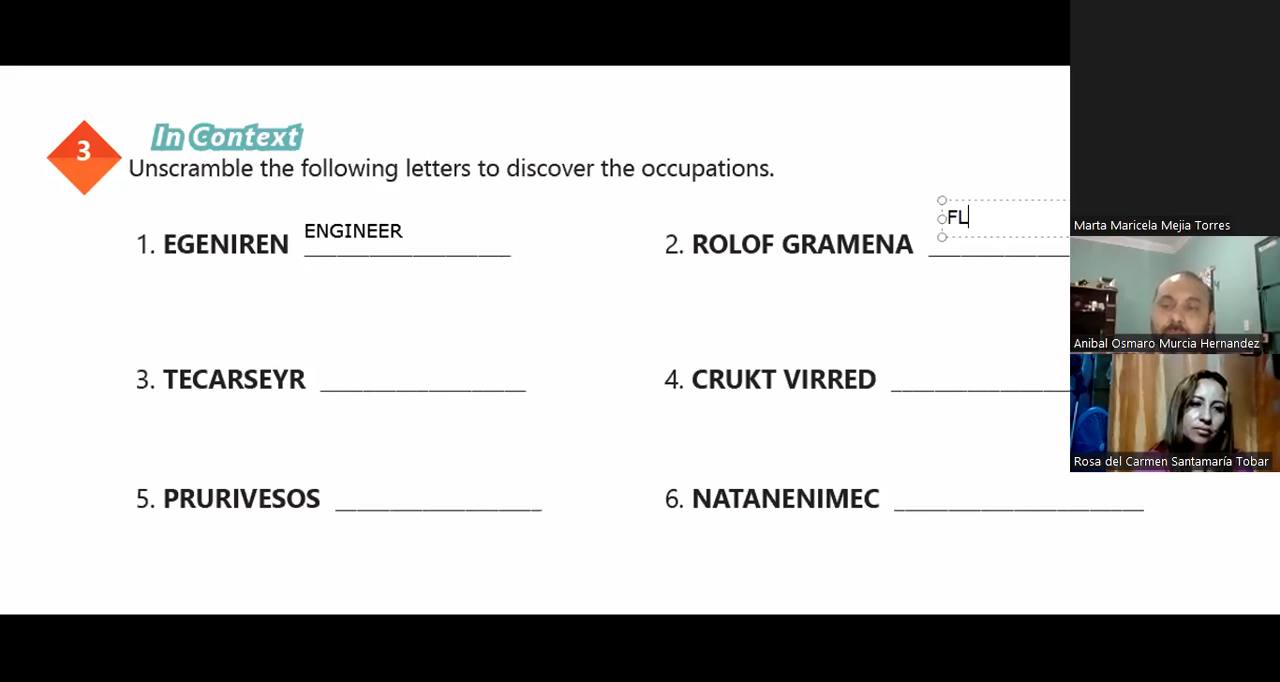 3
In Context
Unscramble the following letters to discover the occupations.
1. EGENIREN ENGINEER
2. ROLOF GRAMENA FL
3. TECARSEYR
4. CRUKT VIRRED
5. PRURIVESOS
6. NATANENIMEC
Marta Maricela Mejia Torres
Anibal Osmaro Murcia Hernandez
Rosa del Carmen Santamaría Tobar